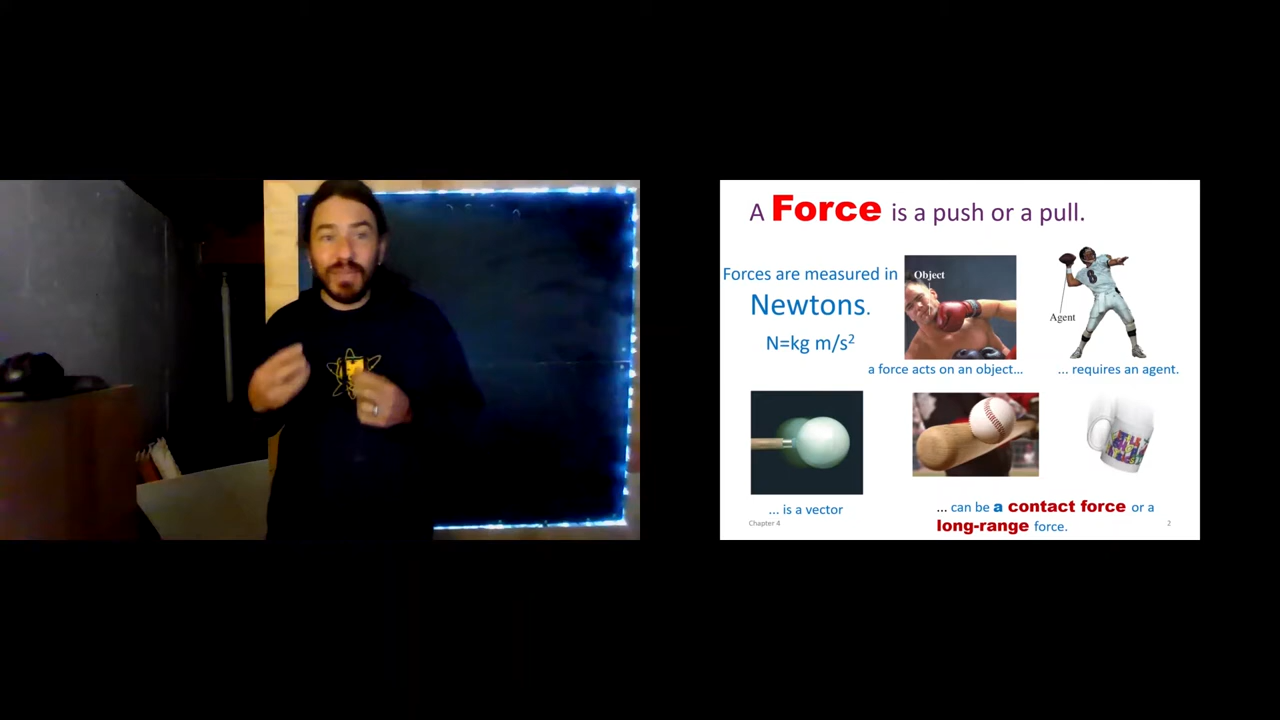 A Force is a push or a pull.
Forces are measured in
Newtons.
N=kg m/s²
Object
a force acts on an object...
Agent
... requires an agent.
... is a vector
... can be a contact force or a
long-range force.
Chapter 4
2